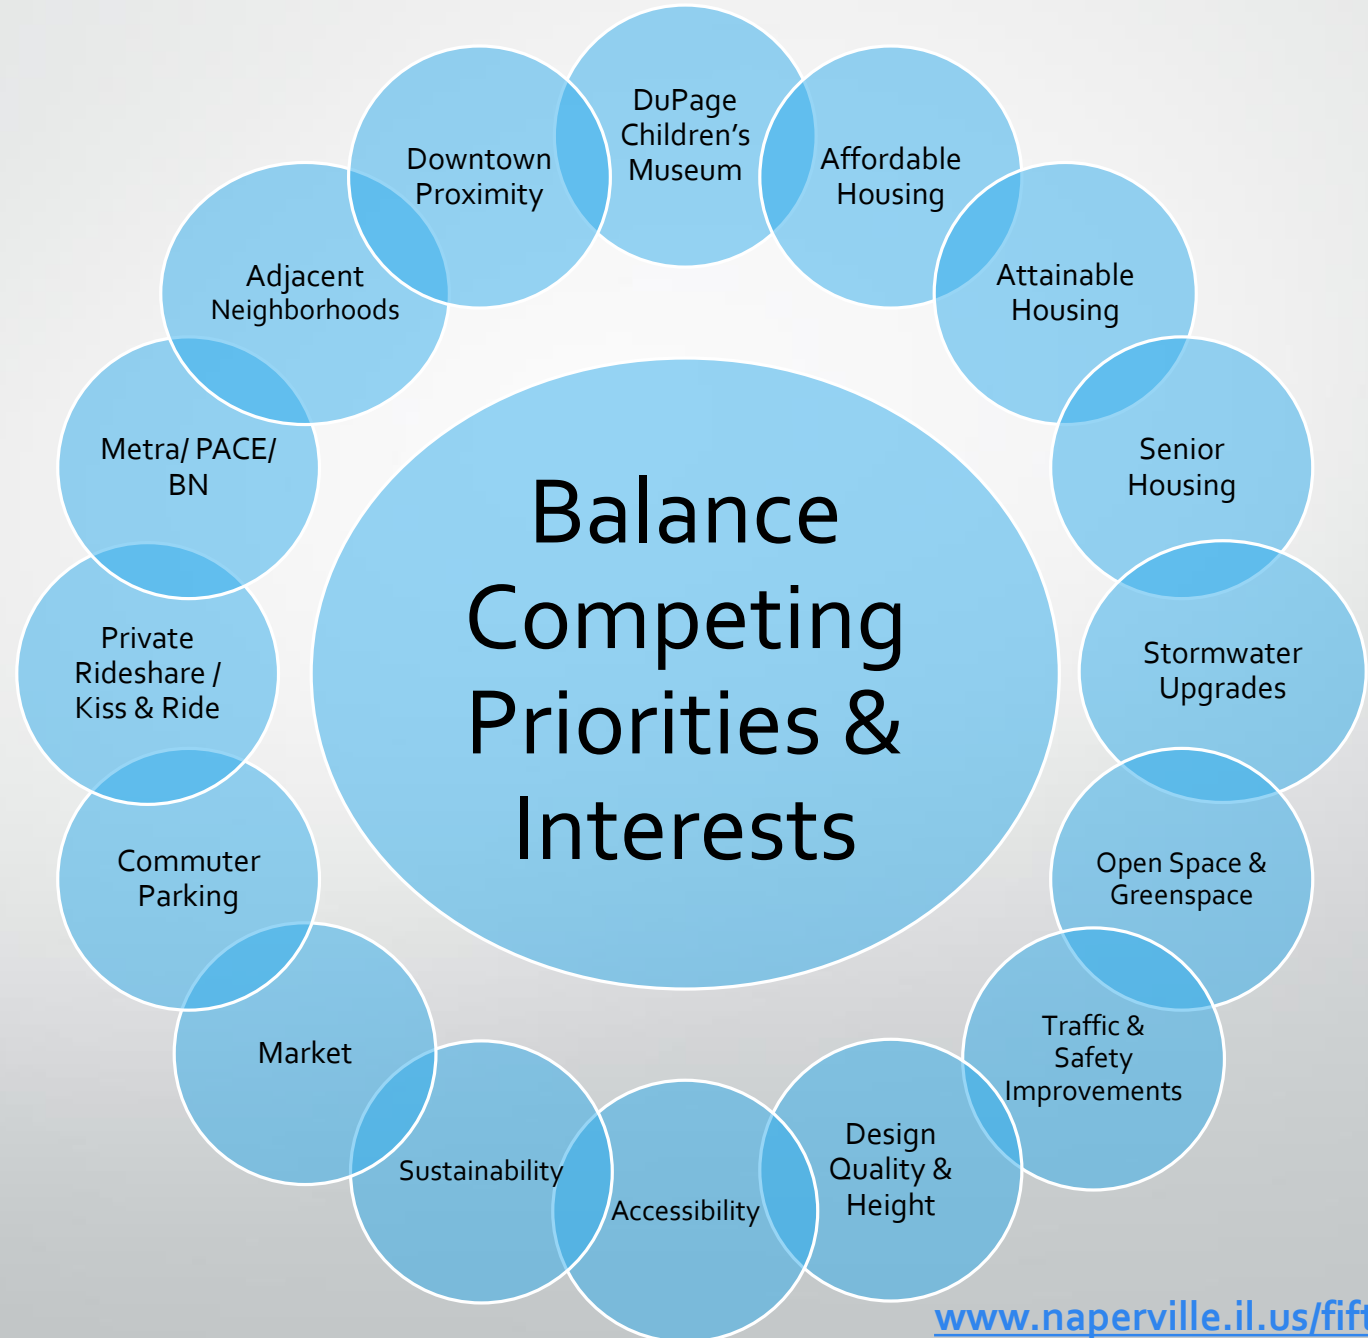 DuPage
Children's
Museum
Affordable
Housing
Attainable
Housing
Senior
Housing
Stormwater
Upgrades
Open Space &
Greenspace
Traffic &
Safety
Improvements
Design
Quality &
Height
Accessibility
Sustainability
Market
Commuter
Parking
Private
Rideshare /
Kiss & Ride
Metra/ PACE/
BN
Adjacent
Neighborhoods
Downtown
Proximity
Balance
Competing
Priorities &
Interests
www.naperville.il.us/fift